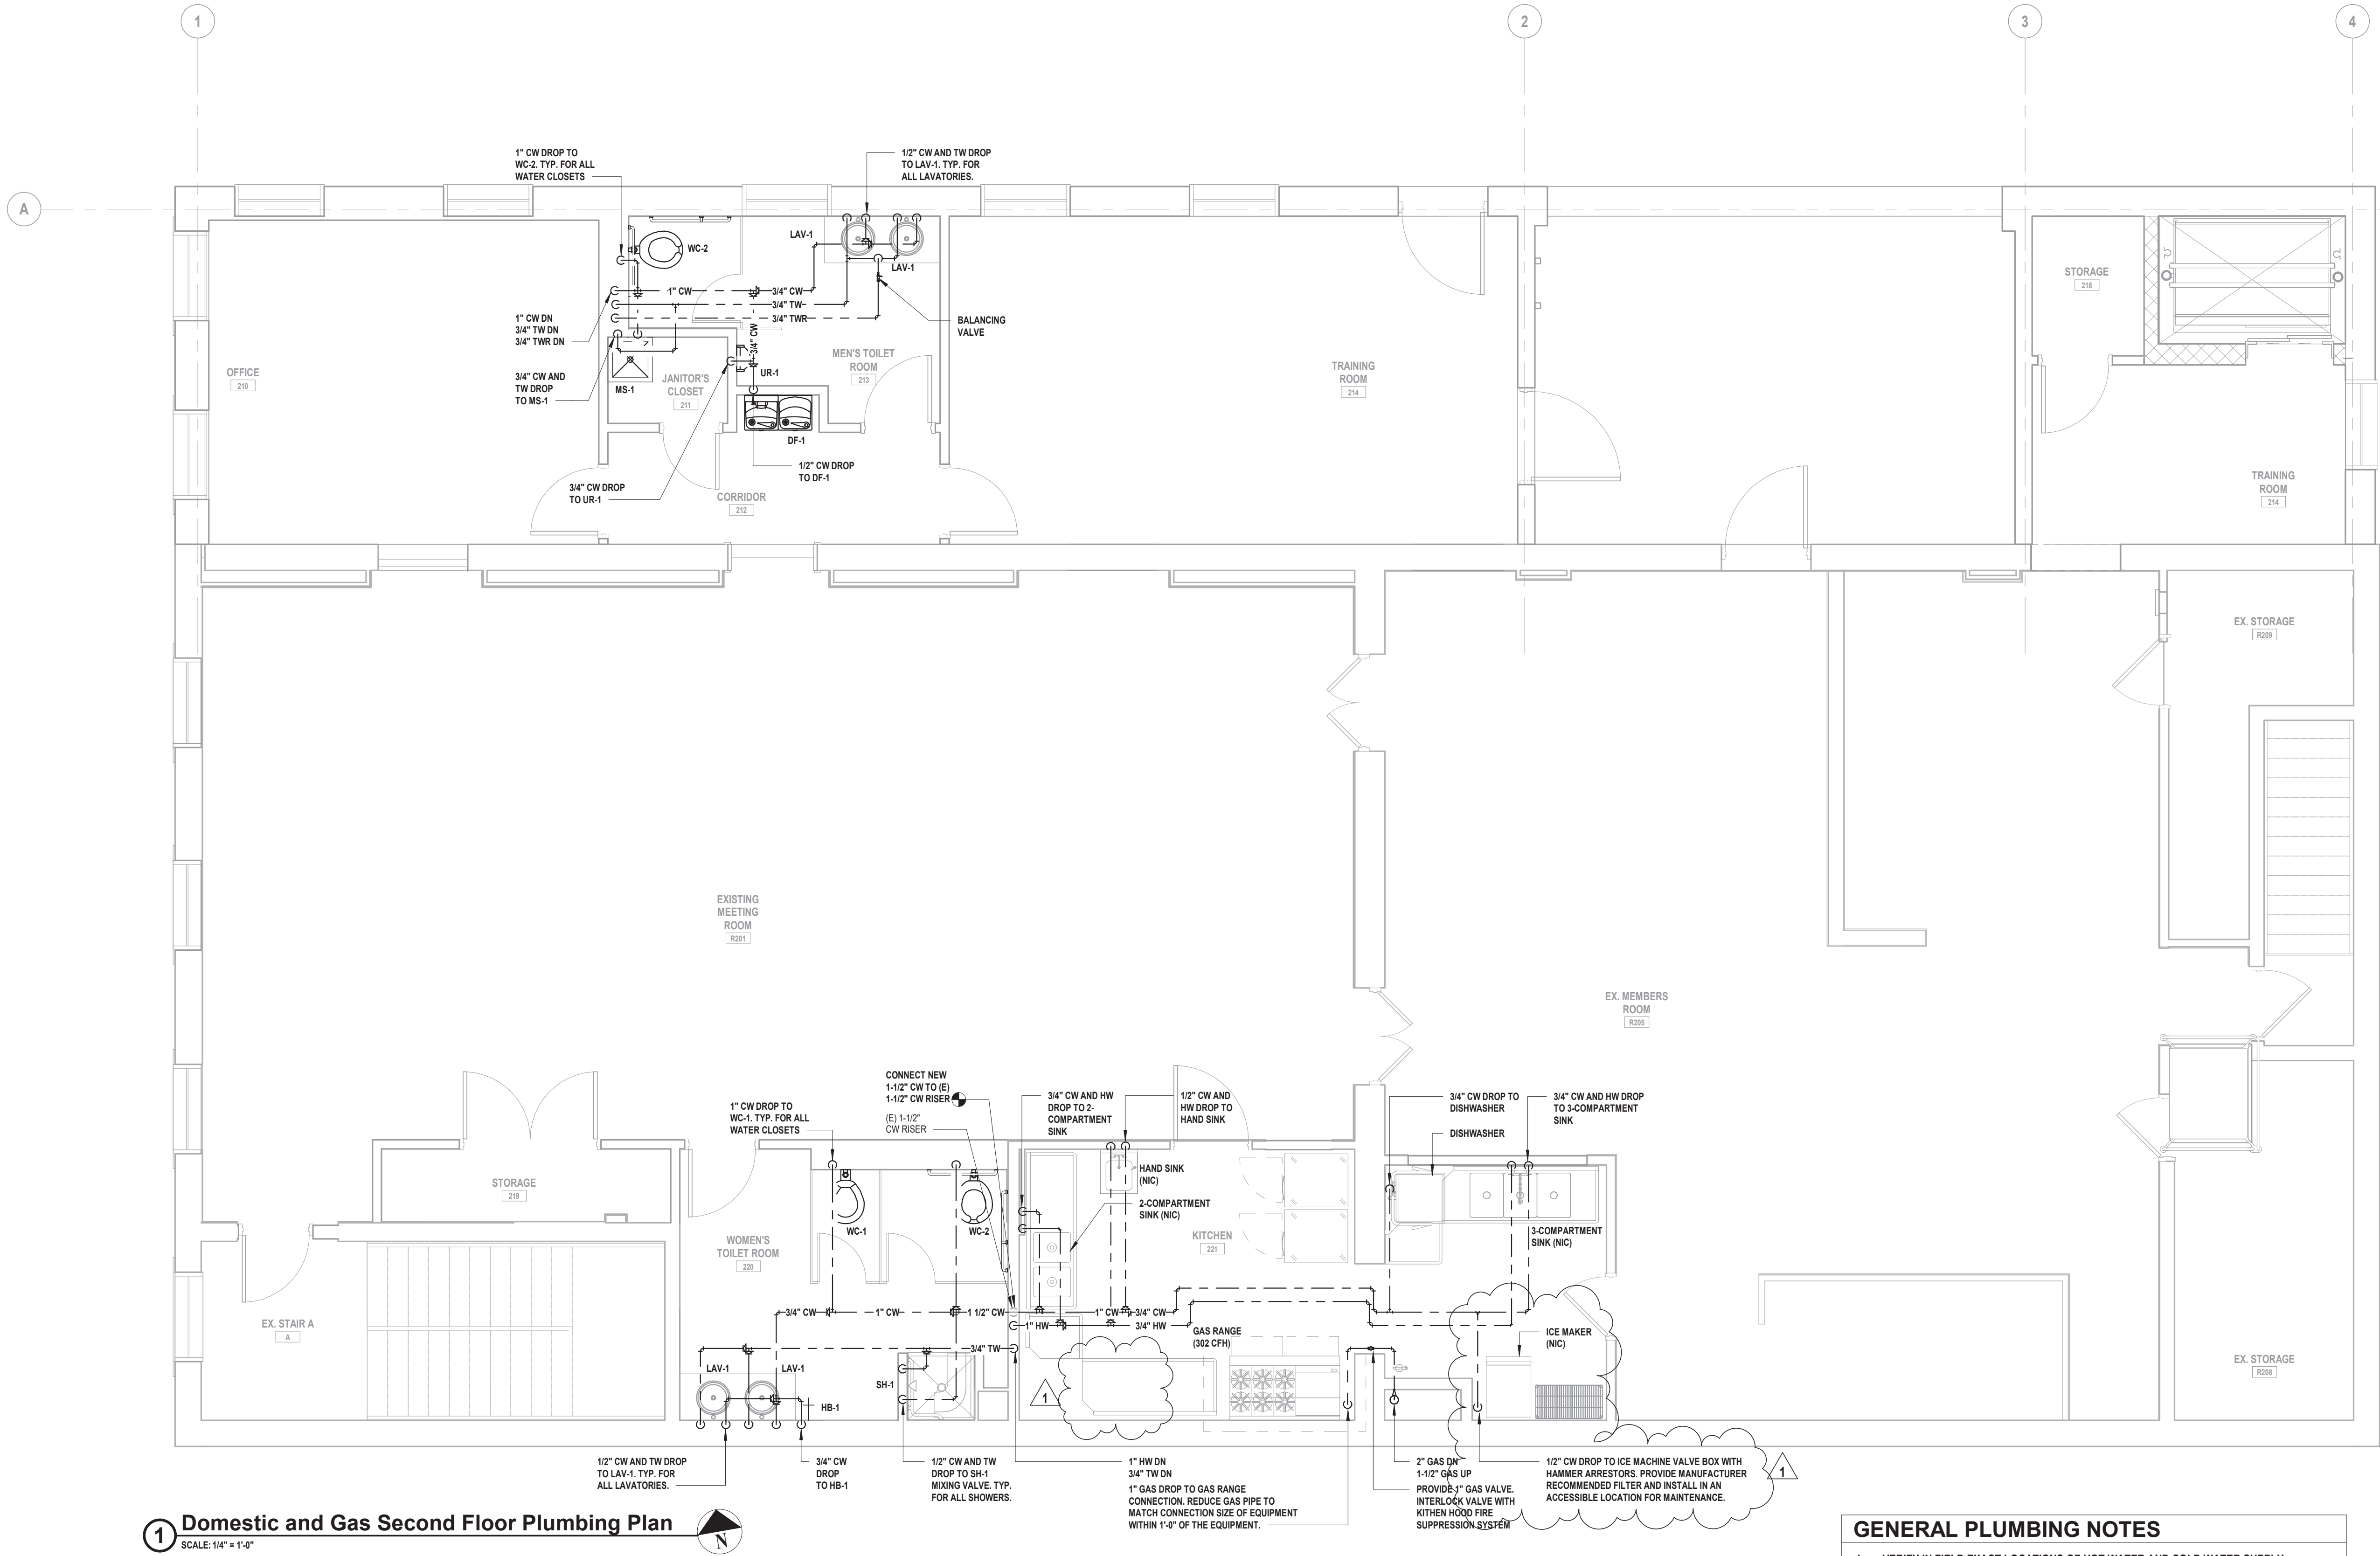 1
2
3
4
A
1" CW DROP TO
WC-2. TYP. FOR ALL
WATER CLOSETS
1/2" CW AND TW DROP
TO LAV-1. TYP. FOR
ALL LAVATORIES.
LAV-1
WC-2
LAV-1
1" CW
3/4" CW
3/4" TW
3/4" TWR
3/4" CW
1" CW DN
3/4" TW DN
3/4" TWR DN
BALANCING
VALVE
STORAGE
218
OFFICE
210
3/4" CW AND
TW DROP
TO MS-1
MS-1
JANITOR'S
CLOSET
211
UR-1
MEN'S TOILET
ROOM
213
TRAINING
ROOM
214
DF-1
1/2" CW DROP
TO DF-1
3/4" CW DROP
TO UR-1
CORRIDOR
212
TRAINING
ROOM
214
EX. STORAGE
R209
EXISTING
MEETING
ROOM
R201
EX. MEMBERS
ROOM
R205
CONNECT NEW
1-1/2" CW TO (E)
1-1/2" CW RISER
(E) 1-1/2"
CW RISER
1" CW DROP TO
WC-1. TYP. FOR ALL
WATER CLOSETS
3/4" CW AND HW
DROP TO 2-
COMPARTMENT
SINK
1/2" CW AND
HW DROP TO
HAND SINK
3/4" CW DROP TO
DISHWASHER
DISHWASHER
3/4" CW AND HW DROP
TO 3-COMPARTMENT
SINK
HAND SINK
(NIC)
2-COMPARTMENT
SINK (NIC)
STORAGE
219
WC-1
WC-2
WOMEN'S
TOILET ROOM
220
KITCHEN
221
3-COMPARTMENT
SINK (NIC)
EX. STAIR A
A
3/4" CW
1" CW
1 1/2" CW
1" CW
3/4" CW
1" HW
3/4" HW
3/4" TW
GAS RANGE
(302 CFH)
ICE MAKER
(NIC)
EX. STORAGE
R208
LAV-1
LAV-1
SH-1
HB-1
1
1/2" CW AND TW DROP
TO LAV-1. TYP. FOR
ALL LAVATORIES.
3/4" CW
DROP
TO HB-1
1/2" CW AND TW
DROP TO SH-1
MIXING VALVE. TYP.
FOR ALL SHOWERS.
1" HW DN
3/4" TW DN
1" GAS DROP TO GAS RANGE
CONNECTION. REDUCE GAS PIPE TO
MATCH CONNECTION SIZE OF EQUIPMENT
WITHIN 1'-0" OF THE EQUIPMENT.
2" GAS DN
1-1/2" GAS UP
PROVIDE 1" GAS VALVE.
INTERLOCK VALVE WITH
KITHEN HOOD FIRE
SUPPRESSION SYSTEM
1/2" CW DROP TO ICE MACHINE VALVE BOX WITH
HAMMER ARRESTORS. PROVIDE MANUFACTURER
RECOMMENDED FILTER AND INSTALL IN AN
ACCESSIBLE LOCATION FOR MAINTENANCE.
1
1
Domestic and Gas Second Floor Plumbing Plan
SCALE: 1/4" = 1'-0"
N
GENERAL PLUMBING NOTES